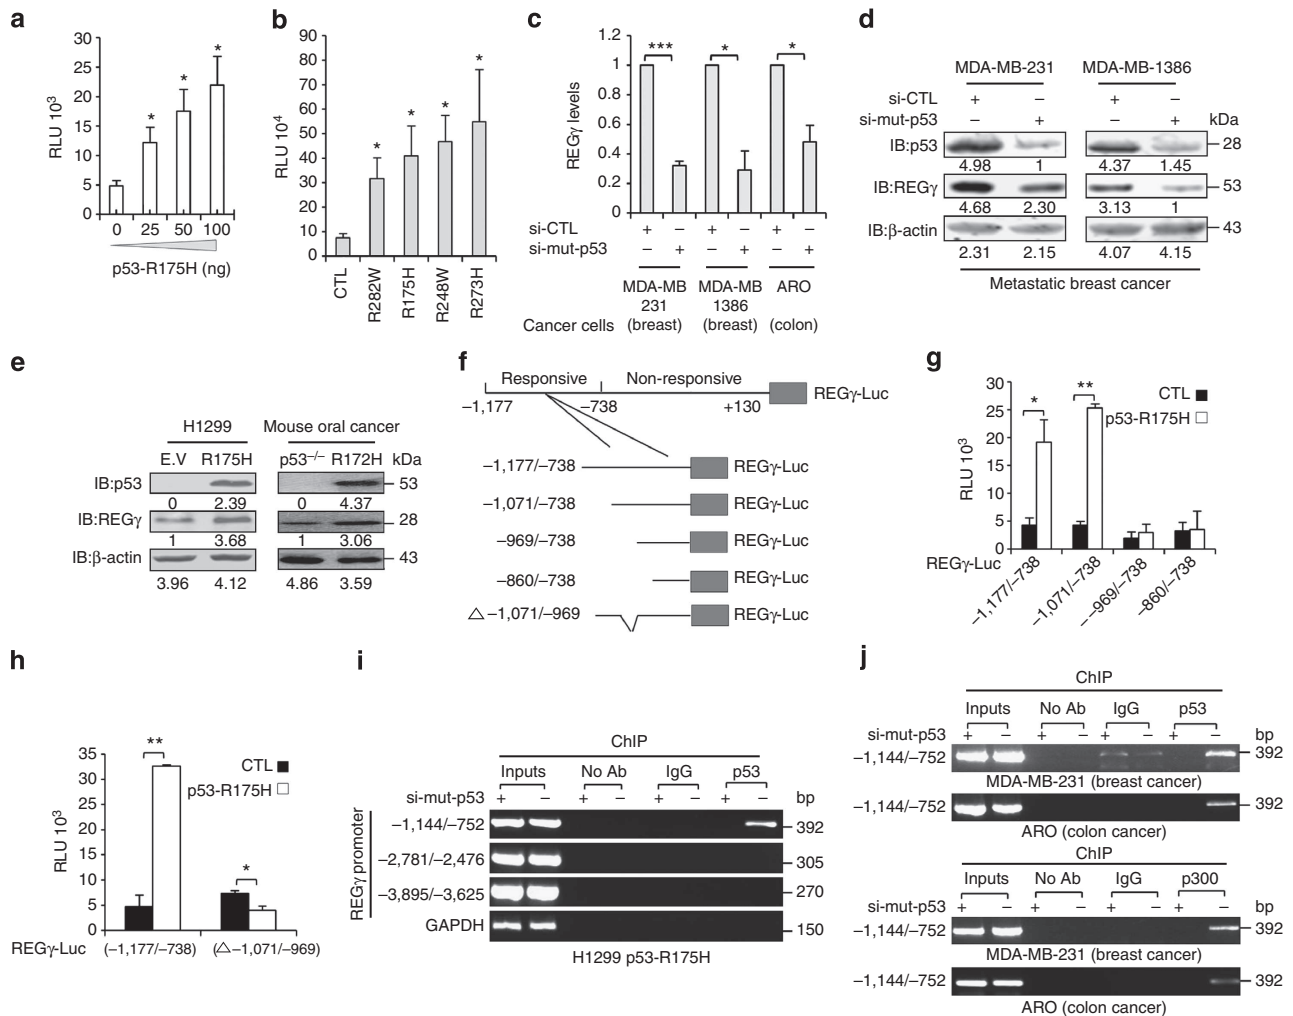 a
30
25
20
15
10
5
0
RLU 10³
* * * *
0 25 50 100
p53-R175H (ng)
b
90
80
70
60
50
40
30
20
10
0
RLU 10⁴
* * * *
CTL R282W R175H R248W R273H
c
1.2
1
0.8
0.6
0.4
0.2
0
REGγ levels
*** * *
si-CTL + – + – + –
si-mut-p53 – + – + – +
MDA-MB MDA-MB ARO
231 1386
Cancer cells (breast) (breast) (colon)
d
MDA-MB-231 MDA-MB-1386
si-CTL + – + –
si-mut-p53 – + – + kDa
IB:p53 28
4.98 1 4.37 1.45
IB:REGγ 53
4.68 2.30 3.13 1
IB:β-actin 43
2.31 2.15 4.07 4.15
Metastatic breast cancer
e
H1299 Mouse oral cancer
E.V R175H p53–/– R172H kDa
IB:p53 53
0 2.39 0 4.37
IB:REGγ 28
1 3.68 1 3.06
IB:β-actin 43
3.96 4.12 4.86 3.59
f
Responsive Non-responsive
REGγ-Luc
–1,177 –738 +130
–1,177/–738 REGγ-Luc
–1,071/–738 REGγ-Luc
–969/–738 REGγ-Luc
–860/–738 REGγ-Luc
△–1,071/–969 REGγ-Luc
g
30
25
20
15
10
5
0
RLU 10³
* **
CTL
p53-R175H
REGγ-Luc
–1,177/–738 –1,071/–738 – –969/–738 –860/–738
h
35
30
25
20
15
10
5
0
RLU 10³
** *
CTL
p53-R175H
REGγ-Luc (–1,177/–738) (△–1,071/–969)
i
ChIP
Inputs No Ab IgG p53
si-mut-p53 + – + – + – + – bp
REGγ promoter
–1,144/–752 392
–2,781/–2,476 305
–3,895/–3,625 270
GAPDH 150
H1299 p53-R175H
j
ChIP
Inputs No Ab IgG p53
si-mut-p53 + – + – + – + – bp
–1,144/–752 392
MDA-MB-231 (breast cancer)
–1,144/–752 392
ARO (colon cancer)
ChIP
Inputs No Ab IgG p300
si-mut-p53 + – + – + – + – bp
–1,144/–752 392
MDA-MB-231 (breast cancer)
–1,144/–752 392
ARO (colon cancer)